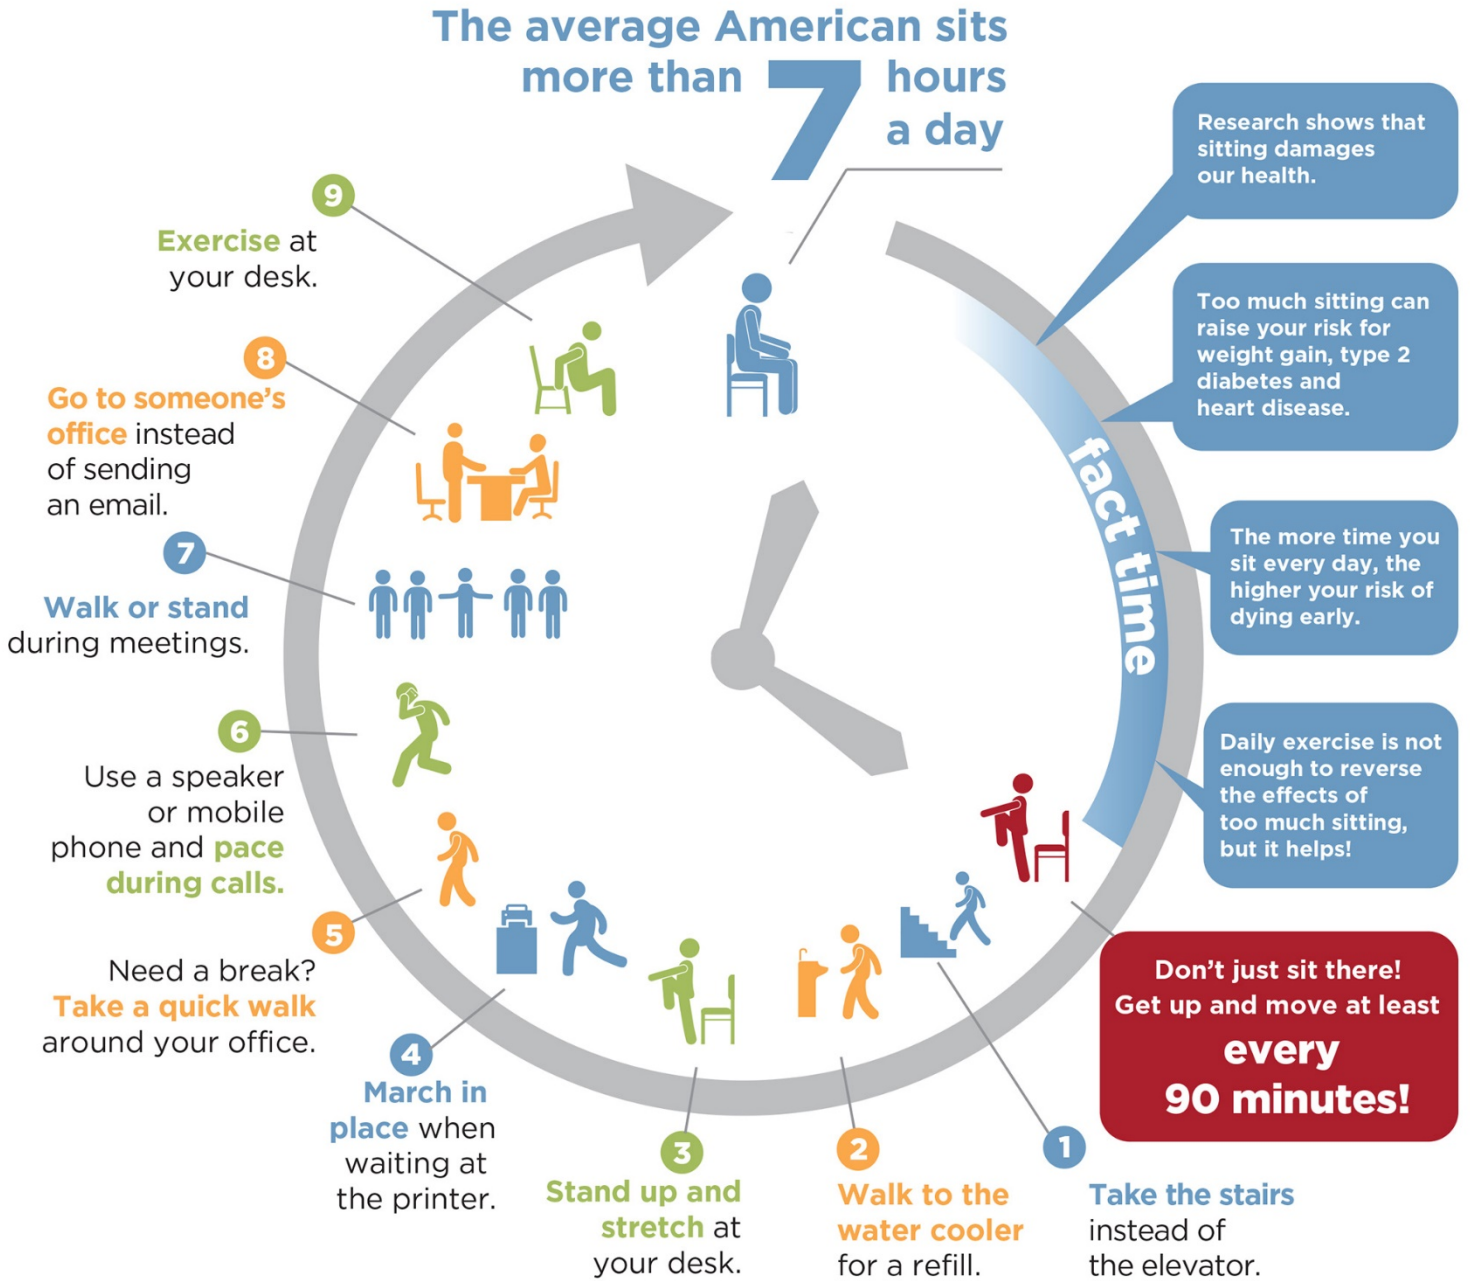 The average American sits
more than 7 hours
a day
Research shows that
sitting damages
our health.
Too much sitting can
raise your risk for
weight gain, type 2
diabetes and
heart disease.
fact time
The more time you
sit every day, the
higher your risk of
dying early.
Daily exercise is not
enough to reverse
the effects of
too much sitting,
but it helps!
Don't just sit there!
Get up and move at least
every
90 minutes!
1
Take the stairs
instead of
the elevator.
2
Walk to the
water cooler
for a refill.
3
Stand up and
stretch at
your desk.
4
March in
place when
waiting at
the printer.
5
Need a break?
Take a quick walk
around your office.
6
Use a speaker
or mobile
phone and pace
during calls.
7
Walk or stand
during meetings.
8
Go to someone's
office instead
of sending
an email.
9
Exercise at
your desk.